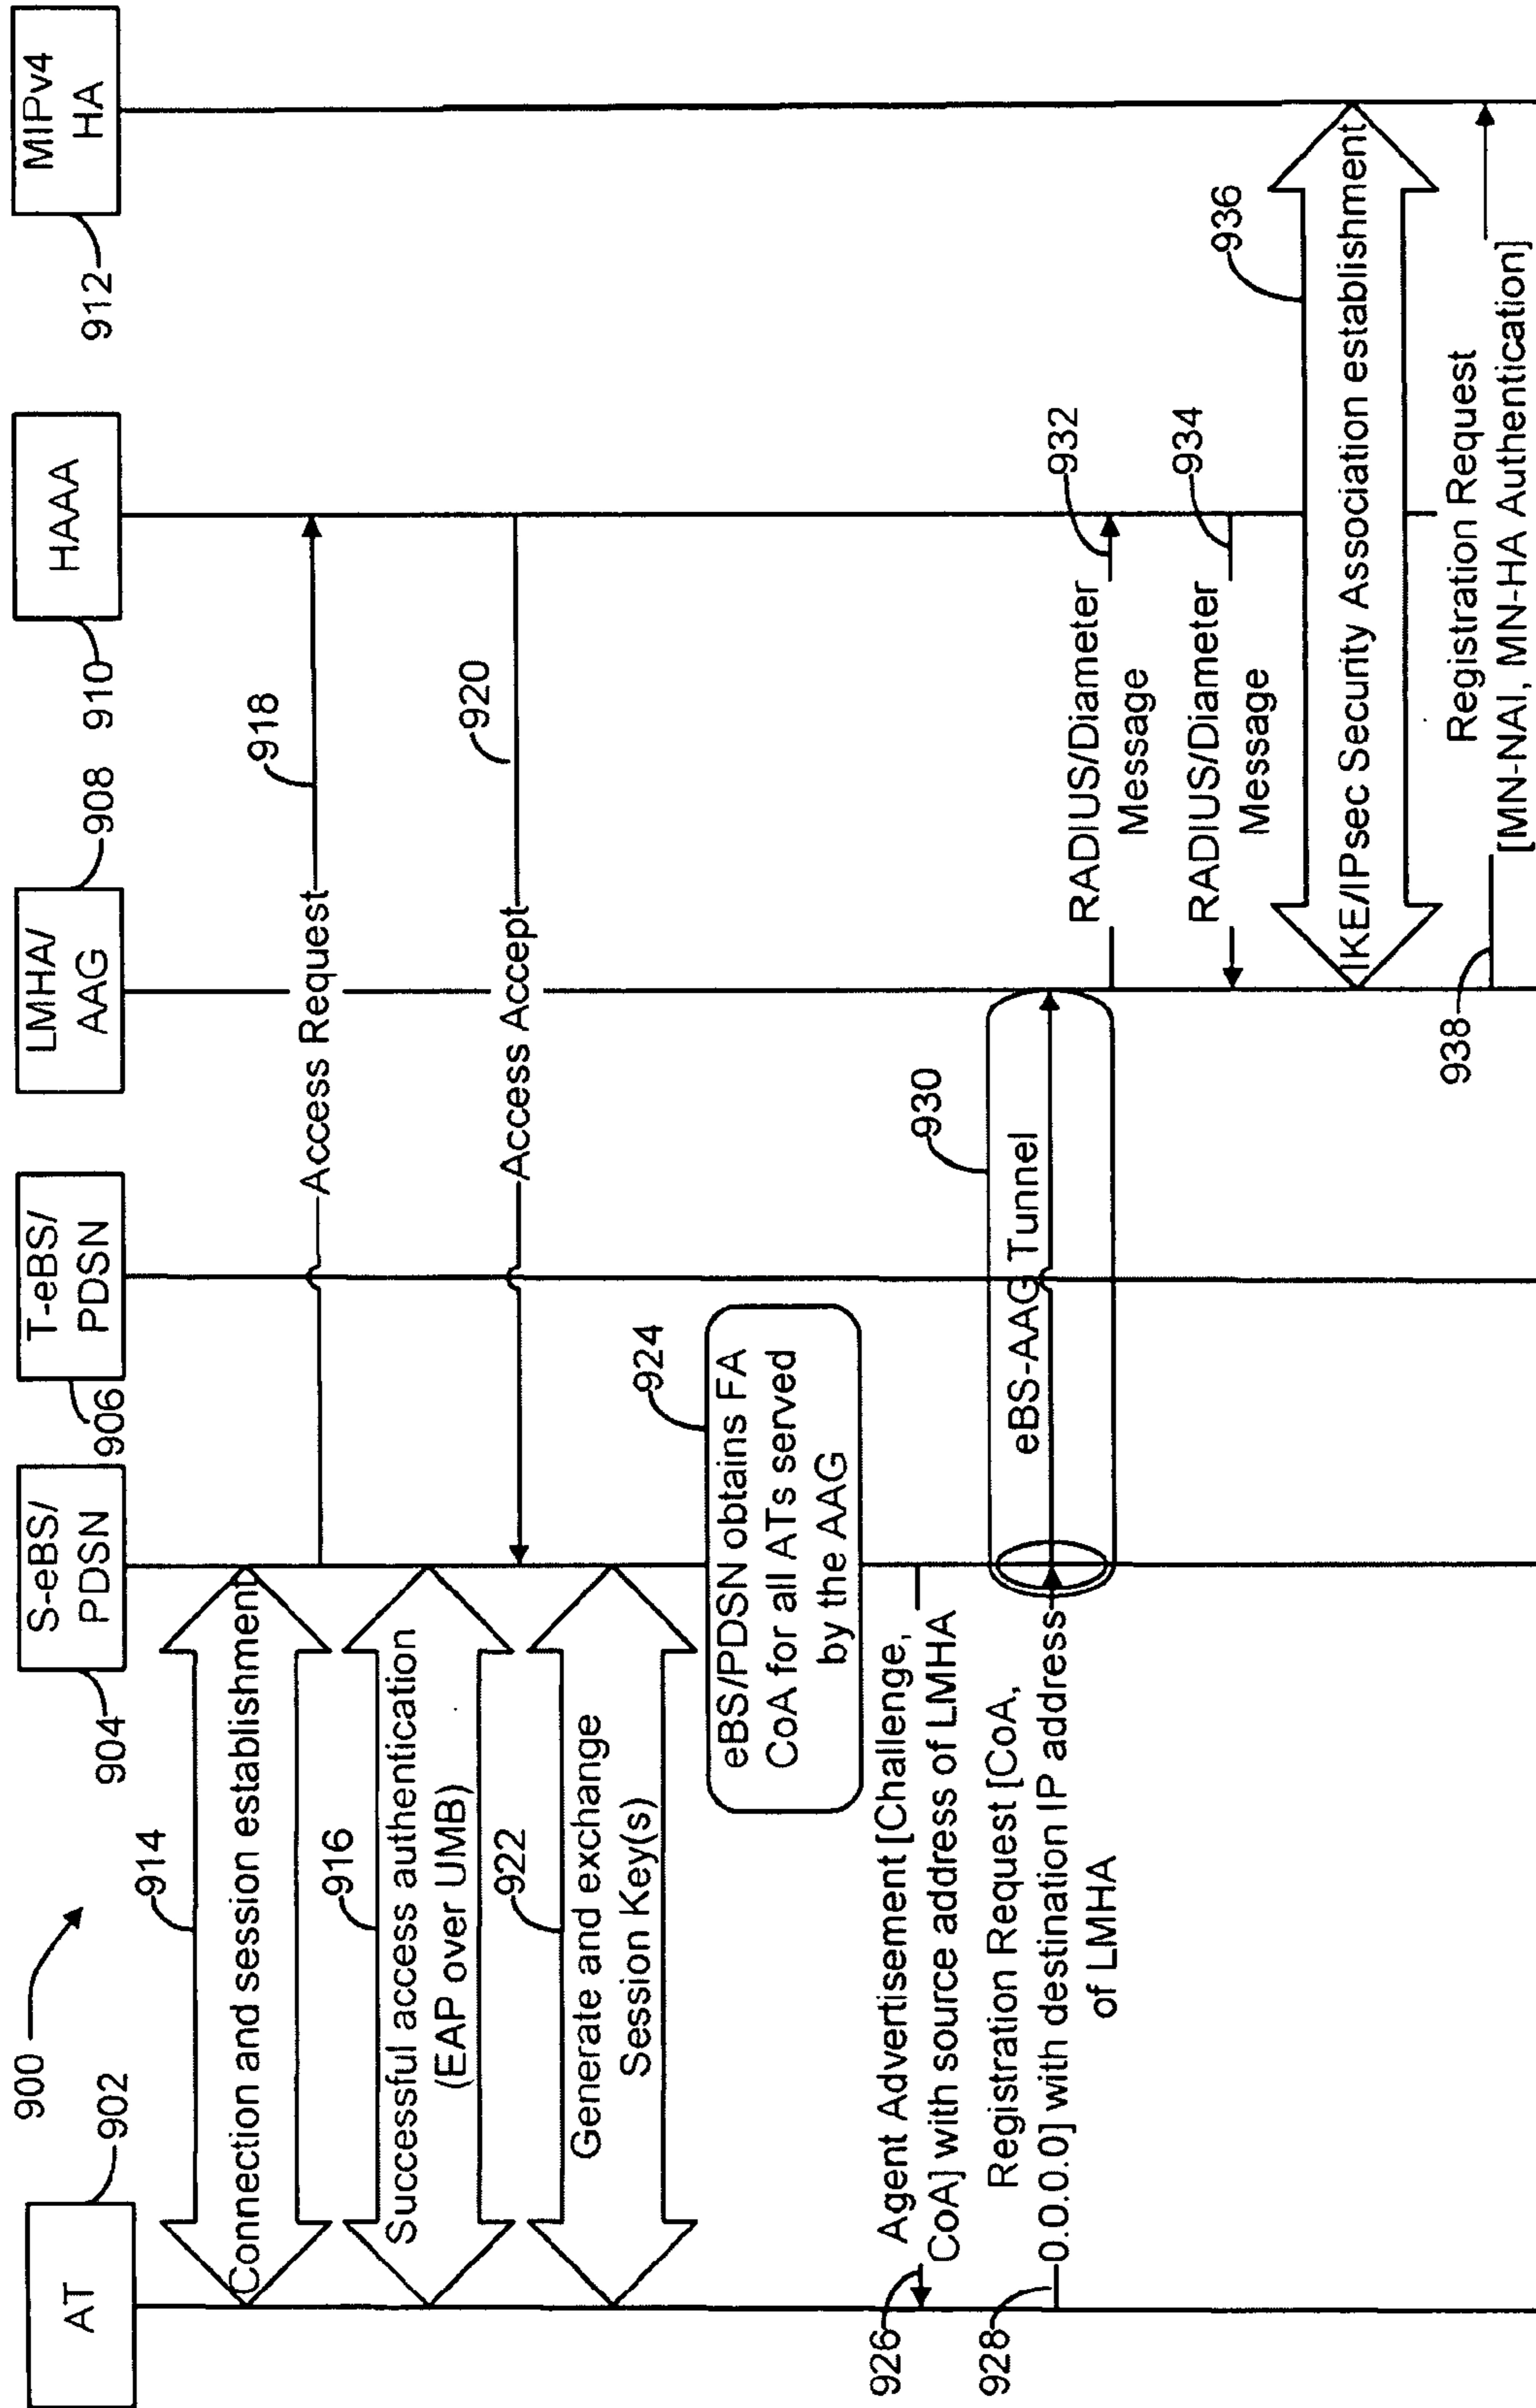 900
AT
902
S-eBS/
PDSN
904
T-eBS/
PDSN
906
LMHA/
AAG
908
HAAA
910
MIPv4
HA
912
914
Connection and session establishment
Access Request
918
916
Successful access authentication
(EAP over UMB)
Access Accept
920
922
Generate and exchange
Session Key(s)
924
eBS/PDSN obtains FA
CoA for all ATs served
by the AAG
926
Agent Advertisement [Challenge,
CoA] with source address of LMHA
928
Registration Request [CoA,
0.0.0.0] with destination IP address
of LMHA
930
eBS-AAG Tunnel
RADIUS/Diameter
Message
932
RADIUS/Diameter
Message
934
936
IKE/IPsec Security Association establishment
938
Registration Request
[MN-NAI, MN-HA Authentication]